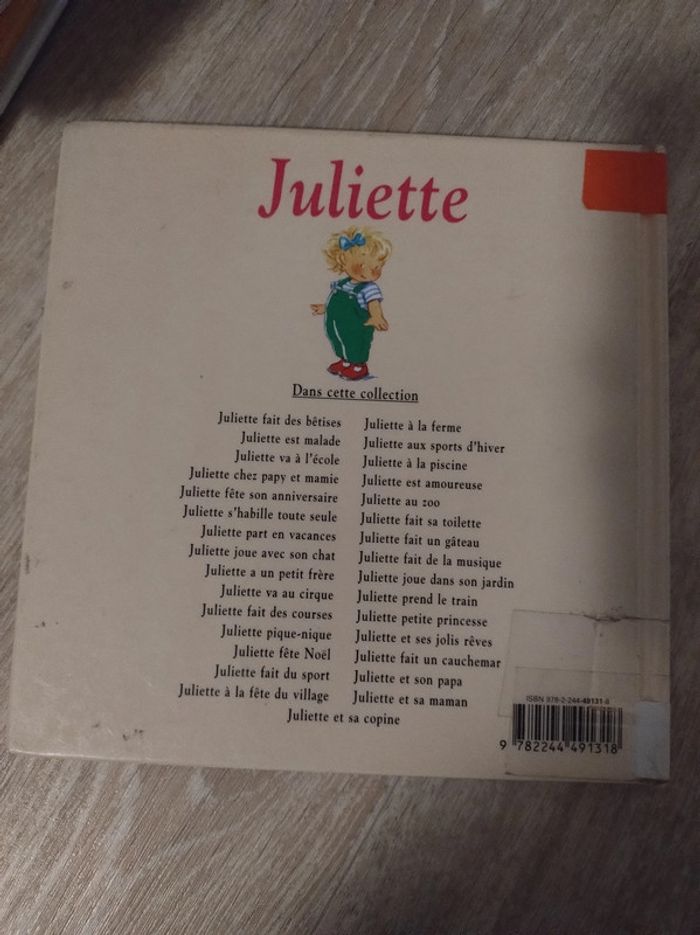 Juliette
Dans cette collection
Juliette fait des bêtises
Juliette est malade
Juliette va à l'école
Juliette chez papy et mamie
Juliette fête son anniversaire
Juliette s'habille toute seule
Juliette part en vacances
Juliette joue avec son chat
Juliette a un petit frère
Juliette va au cirque
Juliette fait des courses
Juliette pique-nique
Juliette fête Noël
Juliette fait du sport
Juliette à la fête du village
Juliette à la ferme
Juliette aux sports d'hiver
Juliette à la piscine
Juliette est amoureuse
Juliette au zoo
Juliette fait sa toilette
Juliette fait un gâteau
Juliette fait de la musique
Juliette joue dans son jardin
Juliette prend le train
Juliette petite princesse
Juliette et ses jolis rêves
Juliette fait un cauchemar
Juliette et son papa
Juliette et sa maman
Juliette et sa copine
ISBN 978-2-244-49131-8
9 782244 491318